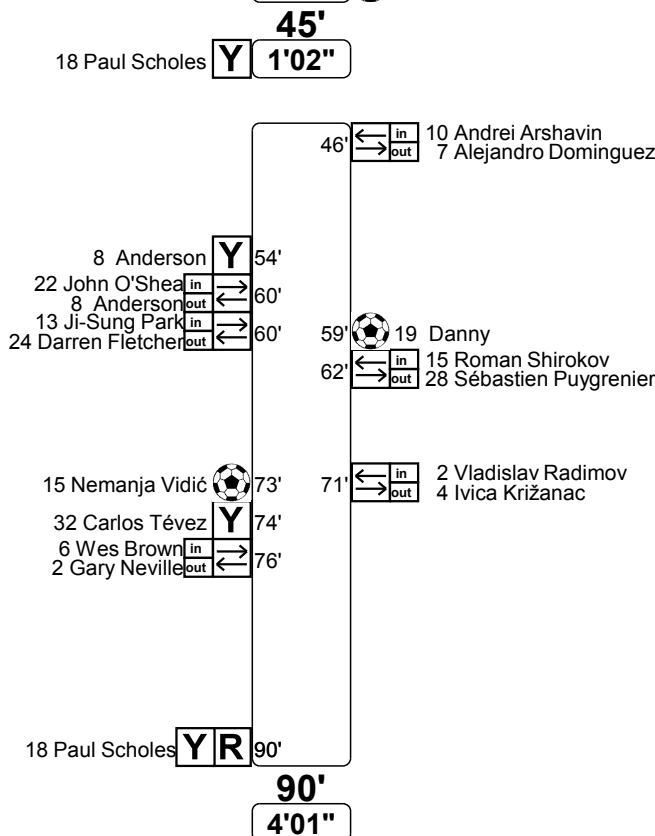 45'
18 Paul Scholes Y 1'02"
46' in 10 Andrei Arshavin
out 7 Alejandro Dominguez
8 Anderson Y 54'
22 John O'Shea in
8 Anderson out 60'
13 Ji-Sung Park in
24 Darren Fletcher out 60'
59' 19 Danny
62' in 15 Roman Shirokov
out 28 Sébastien Puygrenier
15 Nemanja Vidić 73'
71' in 2 Vladislav Radimov
out 4 Ivica Križanac
32 Carlos Tévez Y 74'
6 Wes Brown in
2 Gary Neville out 76'
18 Paul Scholes Y R 90'
90'
4'01"